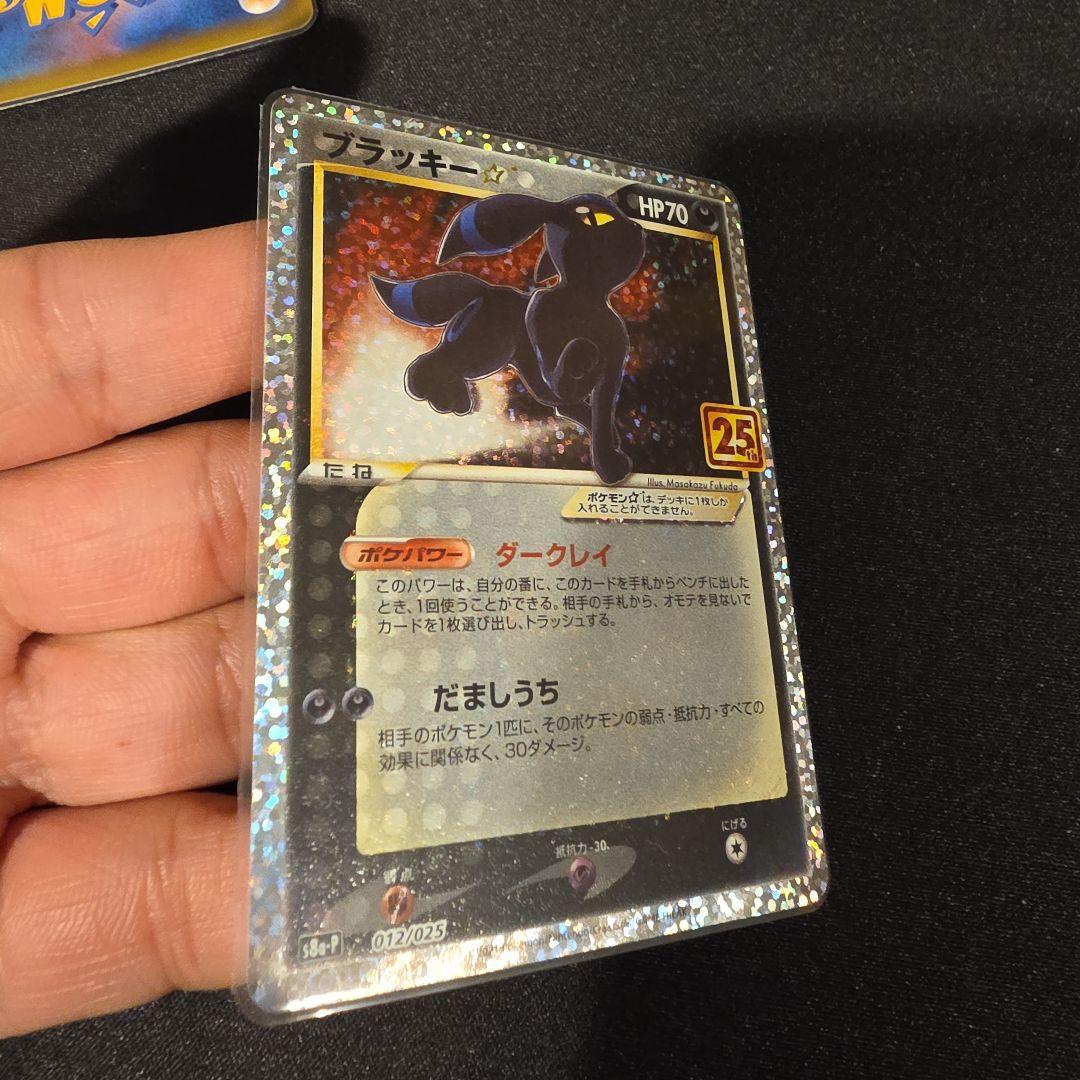 ブラッキー☆
HP70
25th
たね
Illus. Masakazu Fukuda
ポケモン☆は、デッキに1枚しか
入れることができません。
ポケパワー ダークレイ
このパワーは、自分の番に、このカードを手札からベンチに出した
とき、1回使うことができる。相手の手札から、オモテを見ないで
カードを1枚選び出し、トラッシュする。
だましうち
相手のポケモン1匹に、そのポケモンの弱点・抵抗力・すべての
効果に関係なく、30ダメージ。
弱点
抵抗力 -30
にげる
s8a-P 012/025